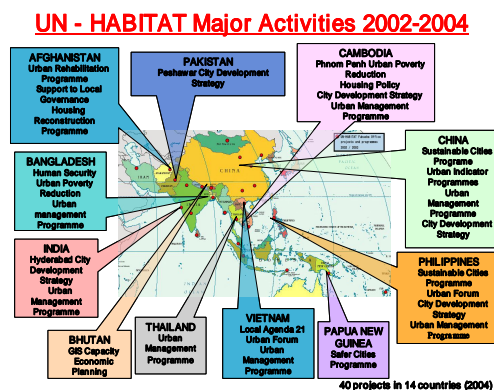 UN - HABITAT Major Activities 2002-2004
AFGHANISTAN
Urban Rehabilitation
Programme
Support to Local
Governance
Housing
Reconstruction
Programme
PAKISTAN
Peshawar City Development
Strategy
CAMBODIA
Phnom Penh Urban Poverty
Reduction
Housing Policy
City Development Strategy
Urban Management
Programme
BANGLADESH
Human Security
Urban Poverty
Reduction
Urban
management
Programme
CHINA
Sustainable Cities
Programe
Urban Indicator
Programmes
Urban
Management
Programme
City Development
Strategy
CHINA
INDIA
Hyderabad City
Development
Strategy
Urban
Management
Programme
PHILIPPINES
Sustainable Cities
Programme
Urban Forum
City Development
Strategy
Urban Management
Programme
BHUTAN
GIS Capacity
Economic
Planning
THAILAND
Urban
Management
Programme
VIETNAM
Local Agenda 21
Urban Forum
Urban
Management
Programme
PAPUA NEW
GUINEA
Safer Cities
Programme
40 projects in 14 countries (2004)